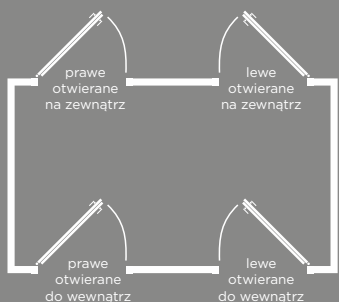 prawe
otwierane
na zewnątrz
lewe
otwierane
na zewnątrz
prawe
otwierane
do wewnątrz
lewe
otwierane
do wewnątrz